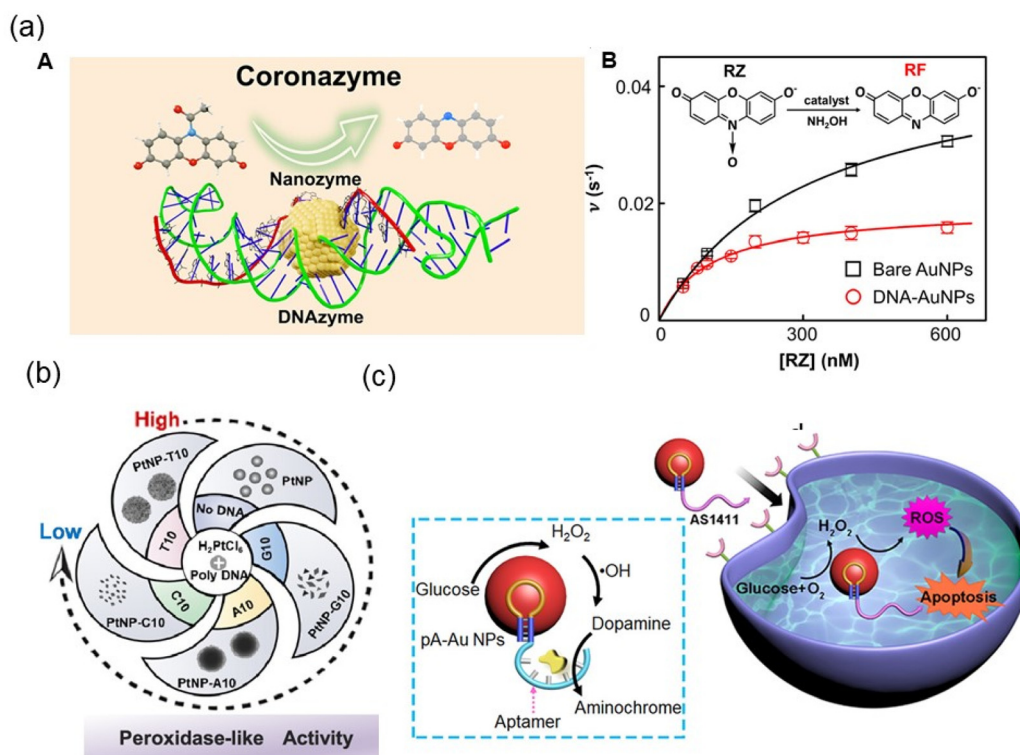 (a)
A
Coronazyme
Nanozyme
DNAzyme
B
RZ
RF
catalyst
NH₂OH
O
O
O⁻
N
O
O
O
O⁻
N
0.04
0.02
0
ν (s⁻¹)
Bare AuNPs
DNA-AuNPs
0
300
600
[RZ] (nM)
(b)
High
Low
PtNP-T10
PtNP
PtNP-G10
PtNP-A10
PtNP-C10
No DNA
G10
A10
C10
T10
H₂PtCl₆
+
Poly DNA
Peroxidase-like Activity
(c)
H₂O₂
Glucose
•OH
pA-Au NPs
Dopamine
Aptamer
Aminochrome
AS1411
H₂O₂
ROS
Glucose+O₂
Apoptosis